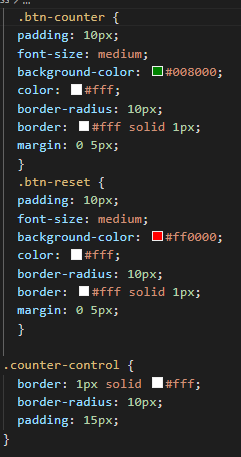 .btn-counter {
padding: 10px;
font-size: medium;
background-color: #008000;
color: #fff;
border-radius: 10px;
border: #fff solid 1px;
margin: 0 5px;
}
.btn-reset {
padding: 10px;
font-size: medium;
background-color: #ff0000;
color: #fff;
border-radius: 10px;
border: #fff solid 1px;
margin: 0 5px;
}
.counter-control {
border: 1px solid #fff;
border-radius: 10px;
padding: 15px;
}